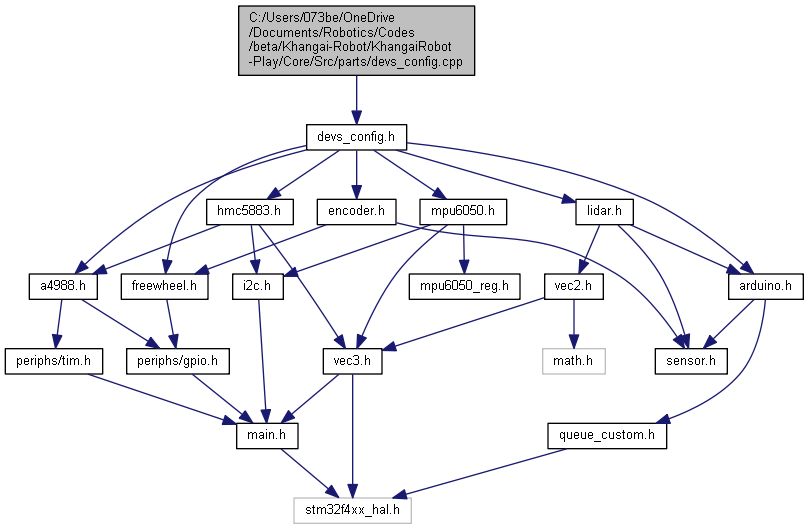 C:/Users/073be/OneDrive
/Documents/Robotics/Codes
/beta/Khangai-Robot/KhangaiRobot
-Play/Core/Src/parts/devs_config.cpp
devs_config.h
hmc5883.h
encoder.h
mpu6050.h
lidar.h
a4988.h
freewheel.h
i2c.h
mpu6050_reg.h
vec2.h
arduino.h
periphs/tim.h
periphs/gpio.h
vec3.h
math.h
sensor.h
main.h
queue_custom.h
stm32f4xx_hal.h